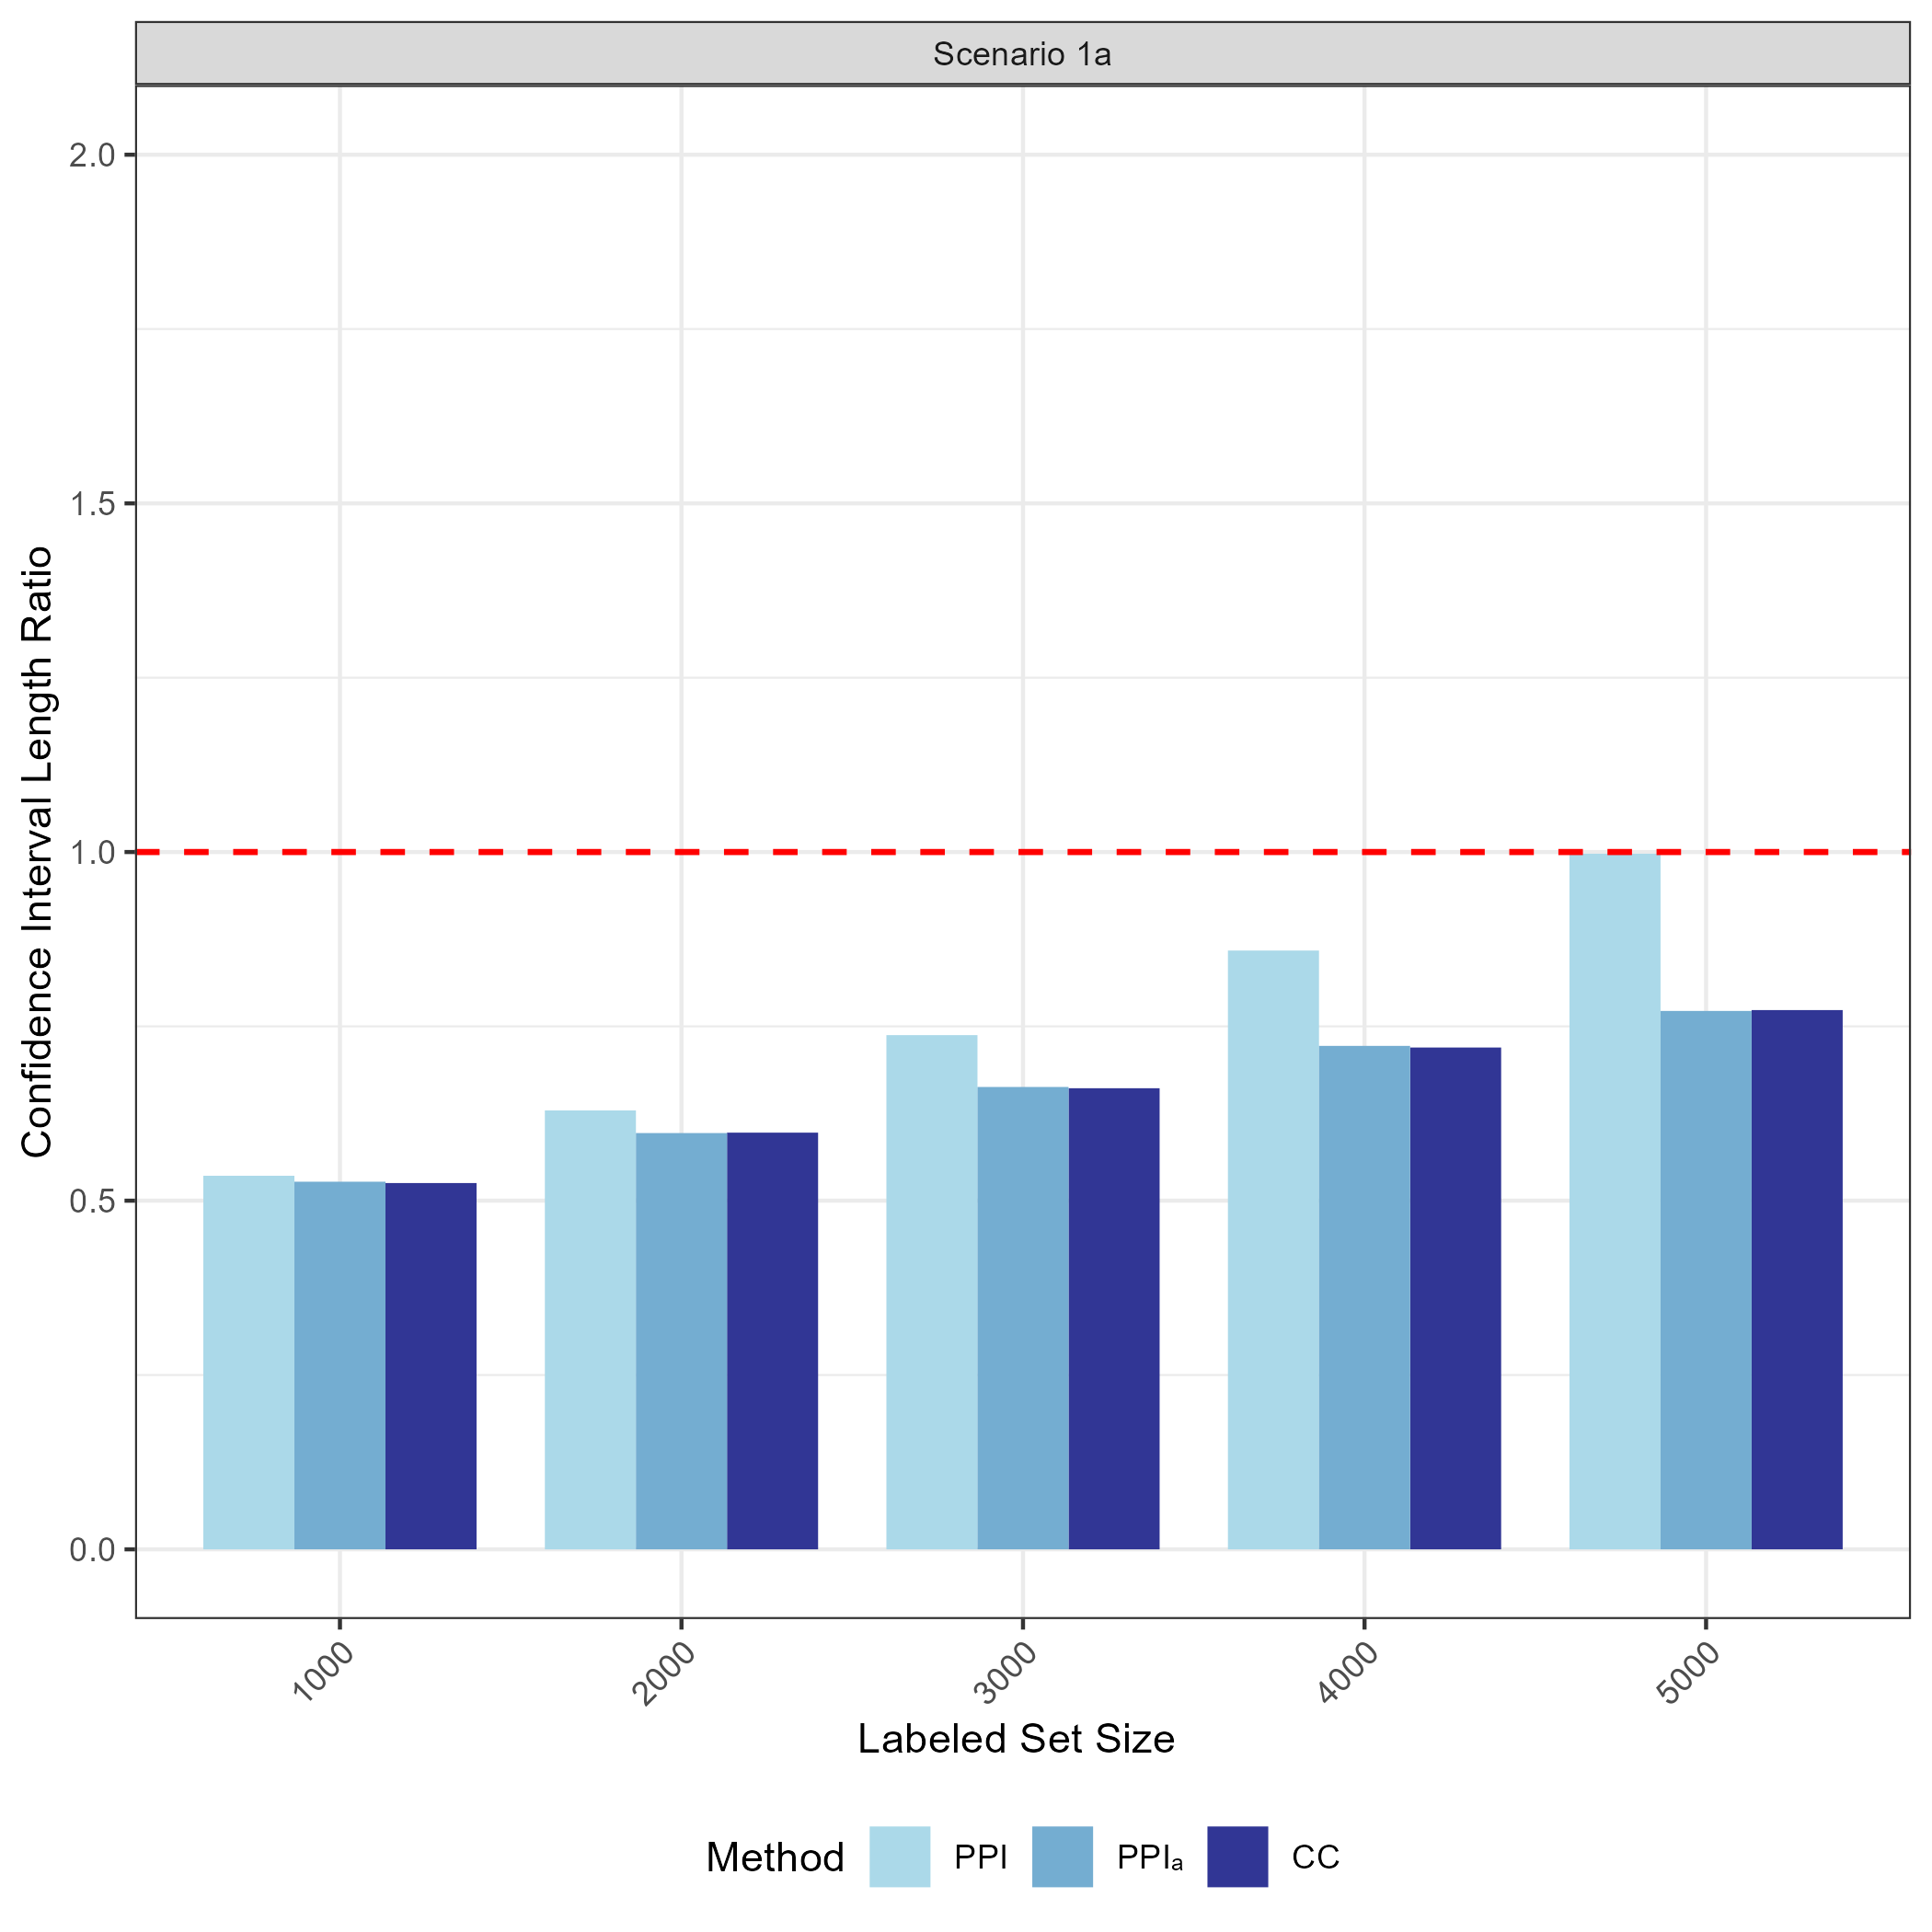 Scenario 1a
Confidence Interval Length Ratio
2.0
1.5
1.0
0.5
0.0
1000
2000
3000
4000
5000
Labeled Set Size
Method PPI PPIₐ CC